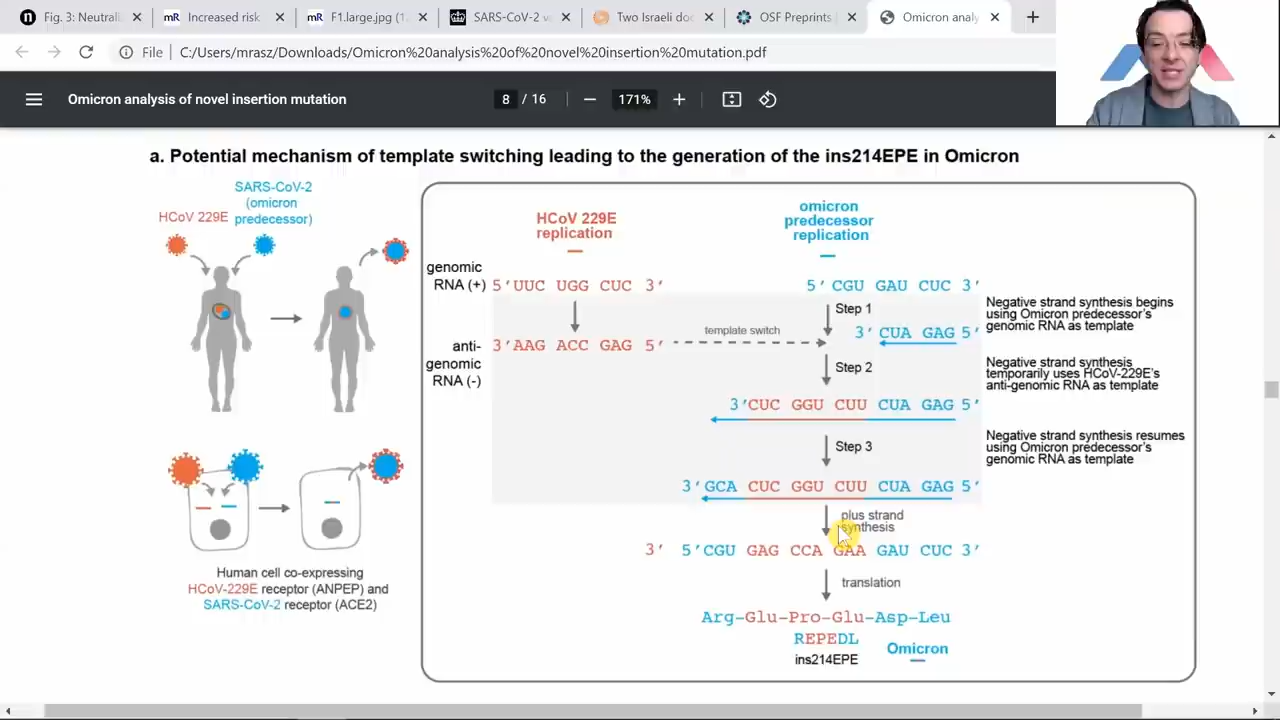 Fig. 3: Neutrali
Increased risk
F1.large.jpg (1
SARS-CoV-2 v
Two Israeli doc
OSF Preprints |
Omicron analy
File | C:/Users/mrasz/Downloads/Omicron%20analysis%20of%20novel%20insertion%20mutation.pdf
Omicron analysis of novel insertion mutation
8 / 16
171%
a. Potential mechanism of template switching leading to the generation of the ins214EPE in Omicron
HCoV 229E
SARS-CoV-2
(omicron
predecessor)
HCoV 229E
replication
omicron
predecessor
replication
genomic
RNA (+)
5'UUC UGG CUC 3'
5' CGU GAU CUC 3'
Step 1
3' CUA GAG 5'
Negative strand synthesis begins
using Omicron predecessor's
genomic RNA as template
template switch
anti-
genomic
RNA (-)
3'AAG ACC GAG 5'
Step 2
Negative strand synthesis
temporarily uses HCoV-229E's
anti-genomic RNA as template
3'CUC GGU CUU CUA GAG 5'
Step 3
Negative strand synthesis resumes
using Omicron predecessor's
genomic RNA as template
3'GCA CUC GGU CUU CUA GAG 5'
plus strand
synthesis
3' 5'CGU GAG CCA GAA GAU CUC 3'
translation
Arg-Glu-Pro-Glu-Asp-Leu
REPEDL
ins214EPE
Omicron
Human cell co-expressing
HCoV-229E receptor (ANPEP) and
SARS-CoV-2 receptor (ACE2)